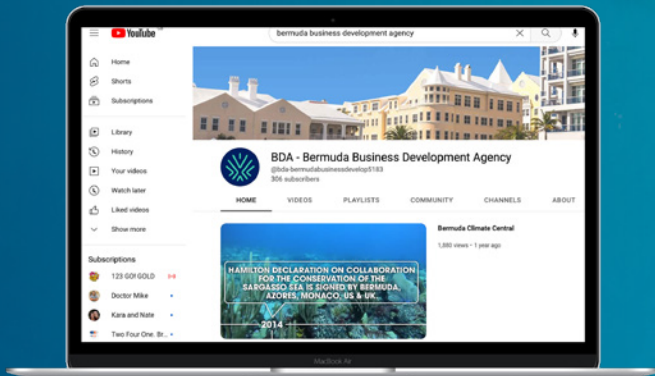 YouTube
bermuda business development agency
Home
Shorts
Subscriptions
Library
History
Your videos
Watch later
Liked videos
Show more
Subscriptions
123 GO! GOLD
Doctor Mike
Kara and Nate
Two Four One. Br...
BDA - Bermuda Business Development Agency
@bda-bermudabusinessdevelop5183
306 subscribers
HOME VIDEOS PLAYLISTS COMMUNITY CHANNELS ABOUT
HAMILTON DECLARATION ON COLLABORATION
FOR THE CONSERVATION OF THE
SARGASSO SEA IS SIGNED BY BERMUDA,
AZORES, MONACO, US & UK...
2014
Bermuda Climate Central
1,880 views • 1 year ago
MacBook Air